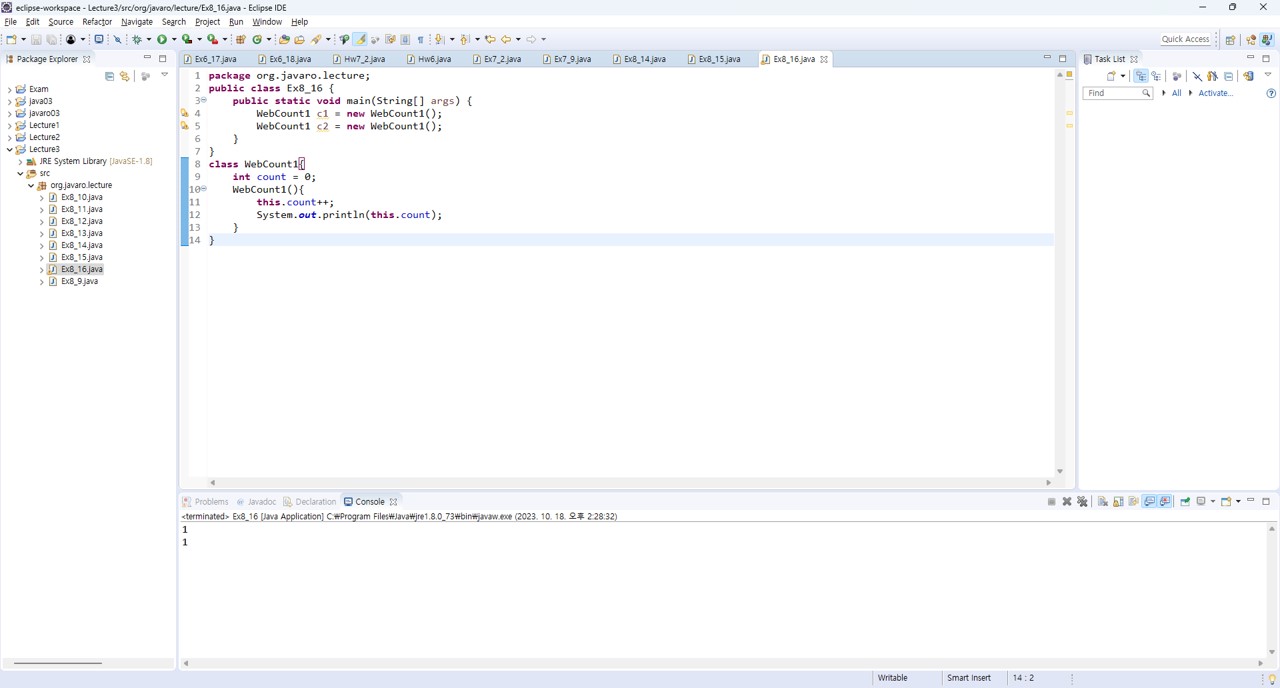 eclipse-workspace - Lecture3/src/org/javaro/lecture/Ex8_16.java - Eclipse IDE
File Edit Source Refactor Navigate Search Project Run Window Help
Quick Access
Package Explorer
Ex6_17.java Ex6_18.java Hw7_2.java Hw6.java Ex7_2.java Ex7_9.java Ex8_14.java Ex8_15.java Ex8_16.java
Task List
Find All Activate...
Exam
java03
javaro03
Lecture1
Lecture2
Lecture3
JRE System Library [JavaSE-1.8]
src
org.javaro.lecture
Ex8_10.java
Ex8_11.java
Ex8_12.java
Ex8_13.java
Ex8_14.java
Ex8_15.java
Ex8_16.java
Ex8_9.java
1 package org.javaro.lecture;
2 public class Ex8_16 {
3 public static void main(String[] args) {
4 WebCount1 c1 = new WebCount1();
5 WebCount1 c2 = new WebCount1();
6 }
7 }
8 class WebCount1{
9 int count = 0;
10 WebCount1(){
11 this.count++;
12 System.out.println(this.count);
13 }
14 }
Problems Javadoc Declaration Console
<terminated> Ex8_16 [Java Application] C:₩Program Files₩Java₩jre1.8.0_73₩bin₩javaw.exe (2023. 10. 18. 오후 2:28:32)
1
1
Writable Smart Insert 14 : 2